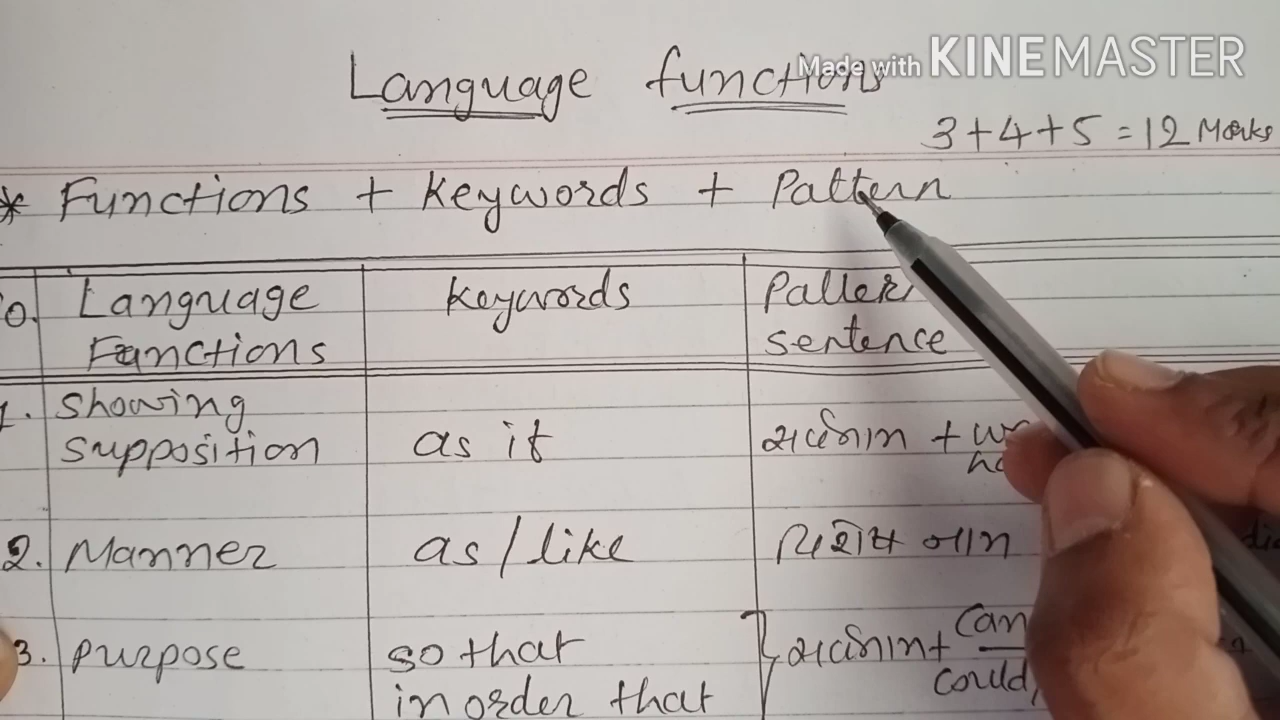 Made with KINEMASTER
Language functions
3+4+5 = 12 Marks
* Functions + Keywords + Pattern
Language Functions
Keywords
Pattern sentence
1. Showing supposition
as if
સર્વનામ +
2. Manner
as / like
વિશેષ નામ
3. purpose
so that
in order that
સર્વનામ + can
could,